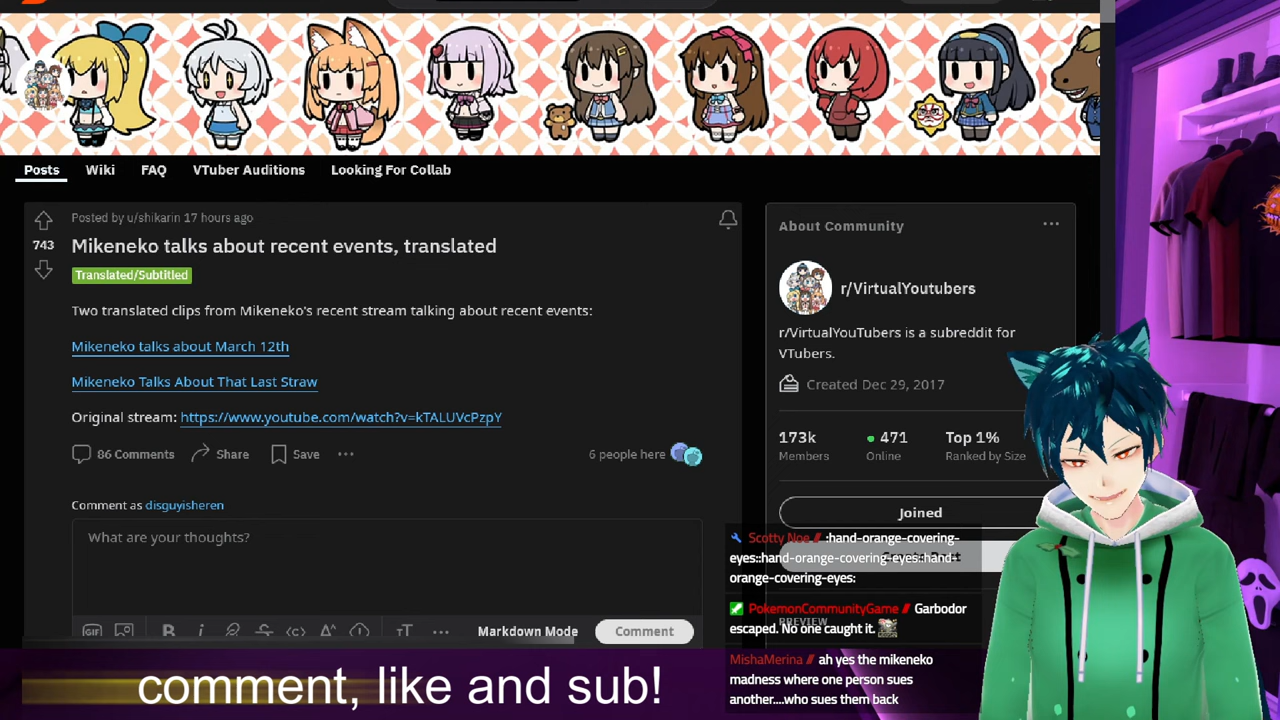 Posts Wiki FAQ VTuber Auditions Looking For Collab
Posted by u/shikarin 17 hours ago
743
Mikeneko talks about recent events, translated
Translated/Subtitled
Two translated clips from Mikeneko's recent stream talking about recent events:
Mikeneko talks about March 12th
Mikeneko Talks About That Last Straw
Original stream: https://www.youtube.com/watch?v=kTALUVcPzpY
86 Comments Share Save ...
6 people here
Comment as disguyisheren
What are your thoughts?
GIF B i <c> A^ TT ... Markdown Mode Comment
About Community ...
r/VirtualYoutubers
r/VirtualYouTubers is a subreddit for
VTubers.
Created Dec 29, 2017
173k 471 Top 1%
Members Online Ranked by Size
Joined
Scotty Noe // :hand-orange-covering-
eyes::hand-orange-covering-eyes::hand-
orange-covering-eyes:
PokemonCommunityGame // Garbodor
escaped. No one caught it.
PREVIEW
MishaMerina // ah yes the mikeneko
madness where one person sues
another....who sues them back
comment, like and sub!